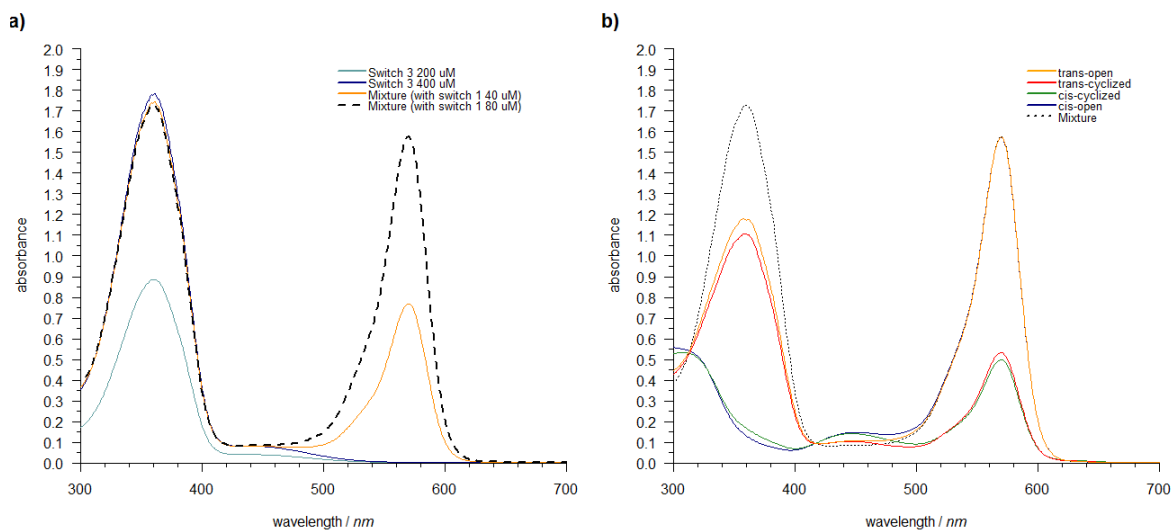 a)
2.0
1.9
1.8
1.7
1.6
1.5
1.4
1.3
1.2
1.1
1.0
0.9
0.8
0.7
0.6
0.5
0.4
0.3
0.2
0.1
0.0
absorbance
Switch 3 200 uM
Switch 3 400 uM
Mixture (with switch 1 40 uM)
Mixture (with switch 1 80 uM)
300 400 500 600 700
wavelength / nm
b)
2.0
1.9
1.8
1.7
1.6
1.5
1.4
1.3
1.2
1.1
1.0
0.9
0.8
0.7
0.6
0.5
0.4
0.3
0.2
0.1
0.0
absorbance
trans-open
trans-cyclized
cis-cyclized
cis-open
Mixture
300 400 500 600 700
wavelength / nm